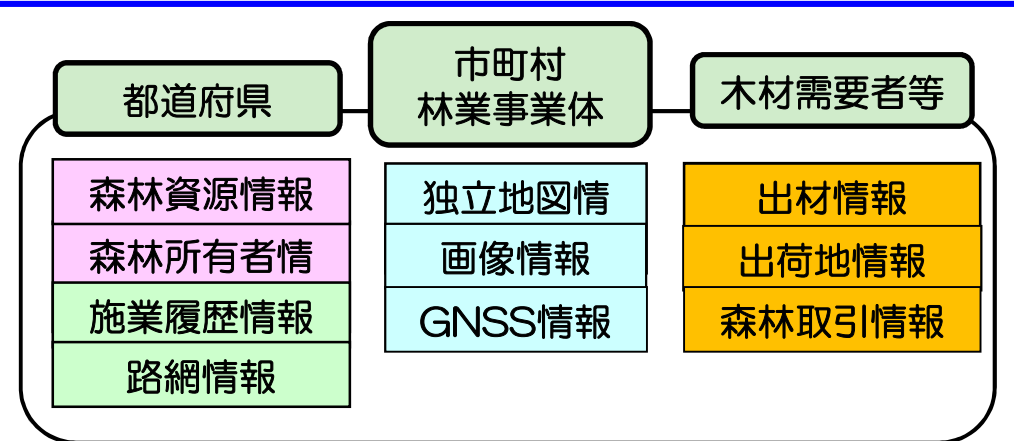 都道府県
市町村
林業事業体
木材需要者等
森林資源情報
森林所有者情
施業履歴情報
路網情報
独立地図情
画像情報
GNSS情報
出材情報
出荷地情報
森林取引情報